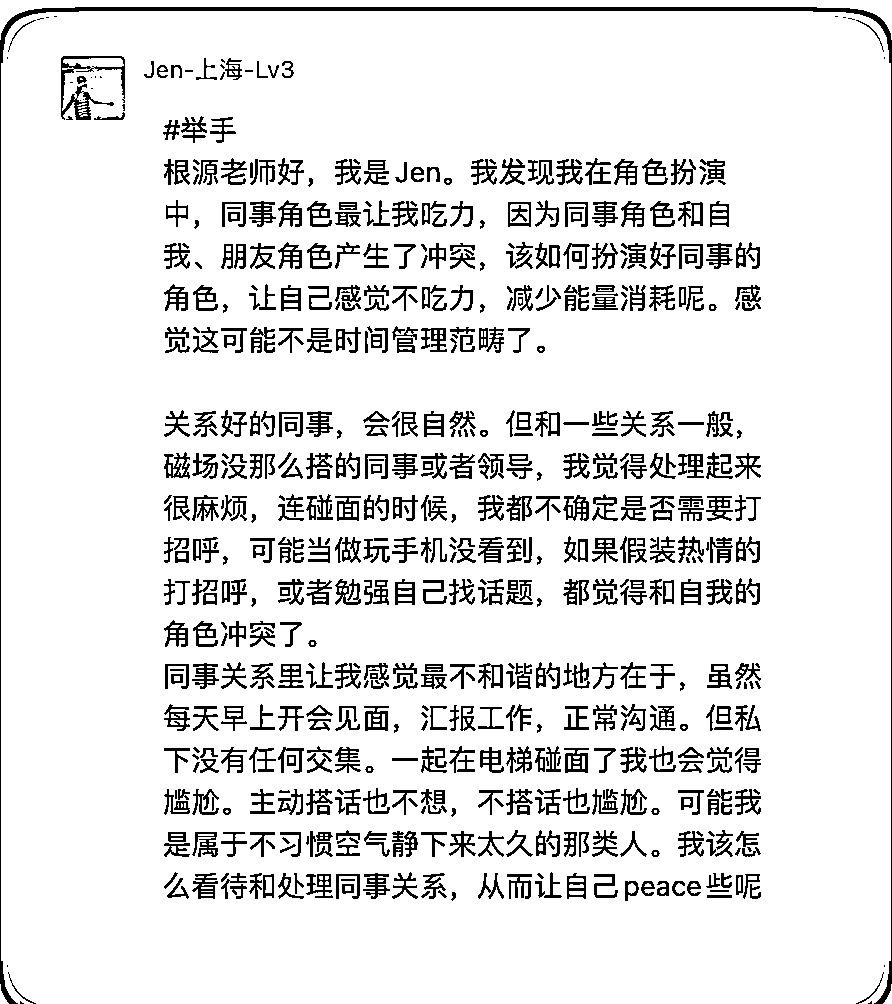 Jen-上海-Lv3
#举手
根源老师好，我是Jen。我发现我在角色扮演
中，同事角色最让我吃力，因为同事角色和自
我、朋友角色产生了冲突，该如何扮演好同事的
角色，让自己感觉不吃力，减少能量消耗呢。感
觉这可能不是时间管理范畴了。
关系好的同事，会很自然。但和一些关系一般，
磁场没那么搭的同事或者领导，我觉得处理起来
很麻烦，连碰面的时候，我都不确定是否需要打
招呼，可能当做玩手机没看到，如果假装热情的
打招呼，或者勉强自己找话题，都觉得和自我的
角色冲突了。
同事关系里让我感觉最不和谐的地方在于，虽然
每天早上开会见面，汇报工作，正常沟通。但私
下没有任何交集。一起在电梯碰面了我也会觉得
尴尬。主动搭话也不想，不搭话也尴尬。可能我
是属于不习惯空气静下来太久的那类人。我该怎
么看待和处理同事关系，从而让自己peace些呢